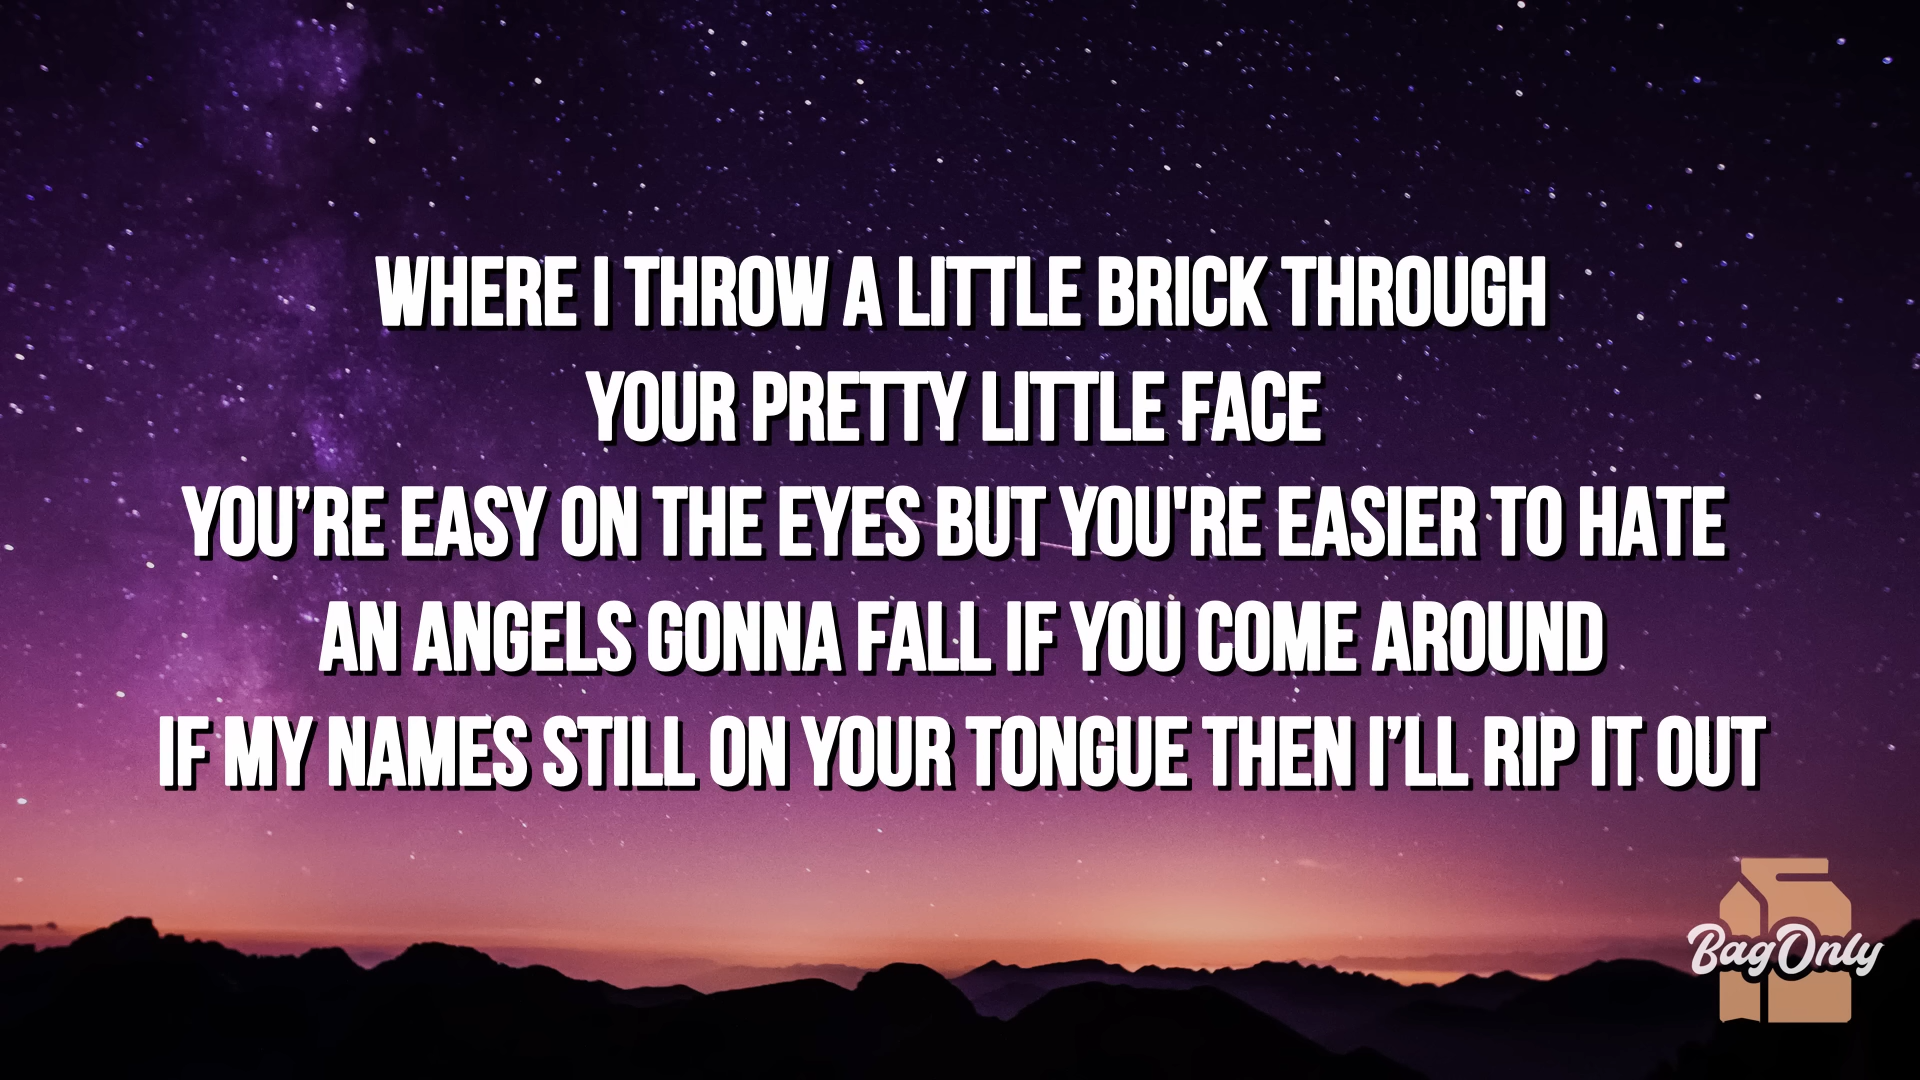 WHERE I THROW A LITTLE BRICK THROUGH
YOUR PRETTY LITTLE FACE
YOU’RE EASY ON THE EYES BUT YOU'RE EASIER TO HATE
AN ANGELS GONNA FALL IF YOU COME AROUND
IF MY NAMES STILL ON YOUR TONGUE THEN I’LL RIP IT OUT
BagOnly